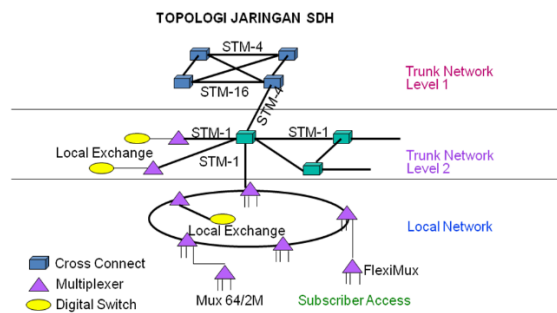 TOPOLOGI JARINGAN SDH
STM-4
STM-16
STM-4
Trunk Network
Level 1
STM-1
STM-1
Local Exchange
STM-1
Trunk Network
Level 2
Local Exchange
Local Network
Cross Connect
Multiplexer
Digital Switch
Mux 64/2M
FlexiMux
Subscriber Access